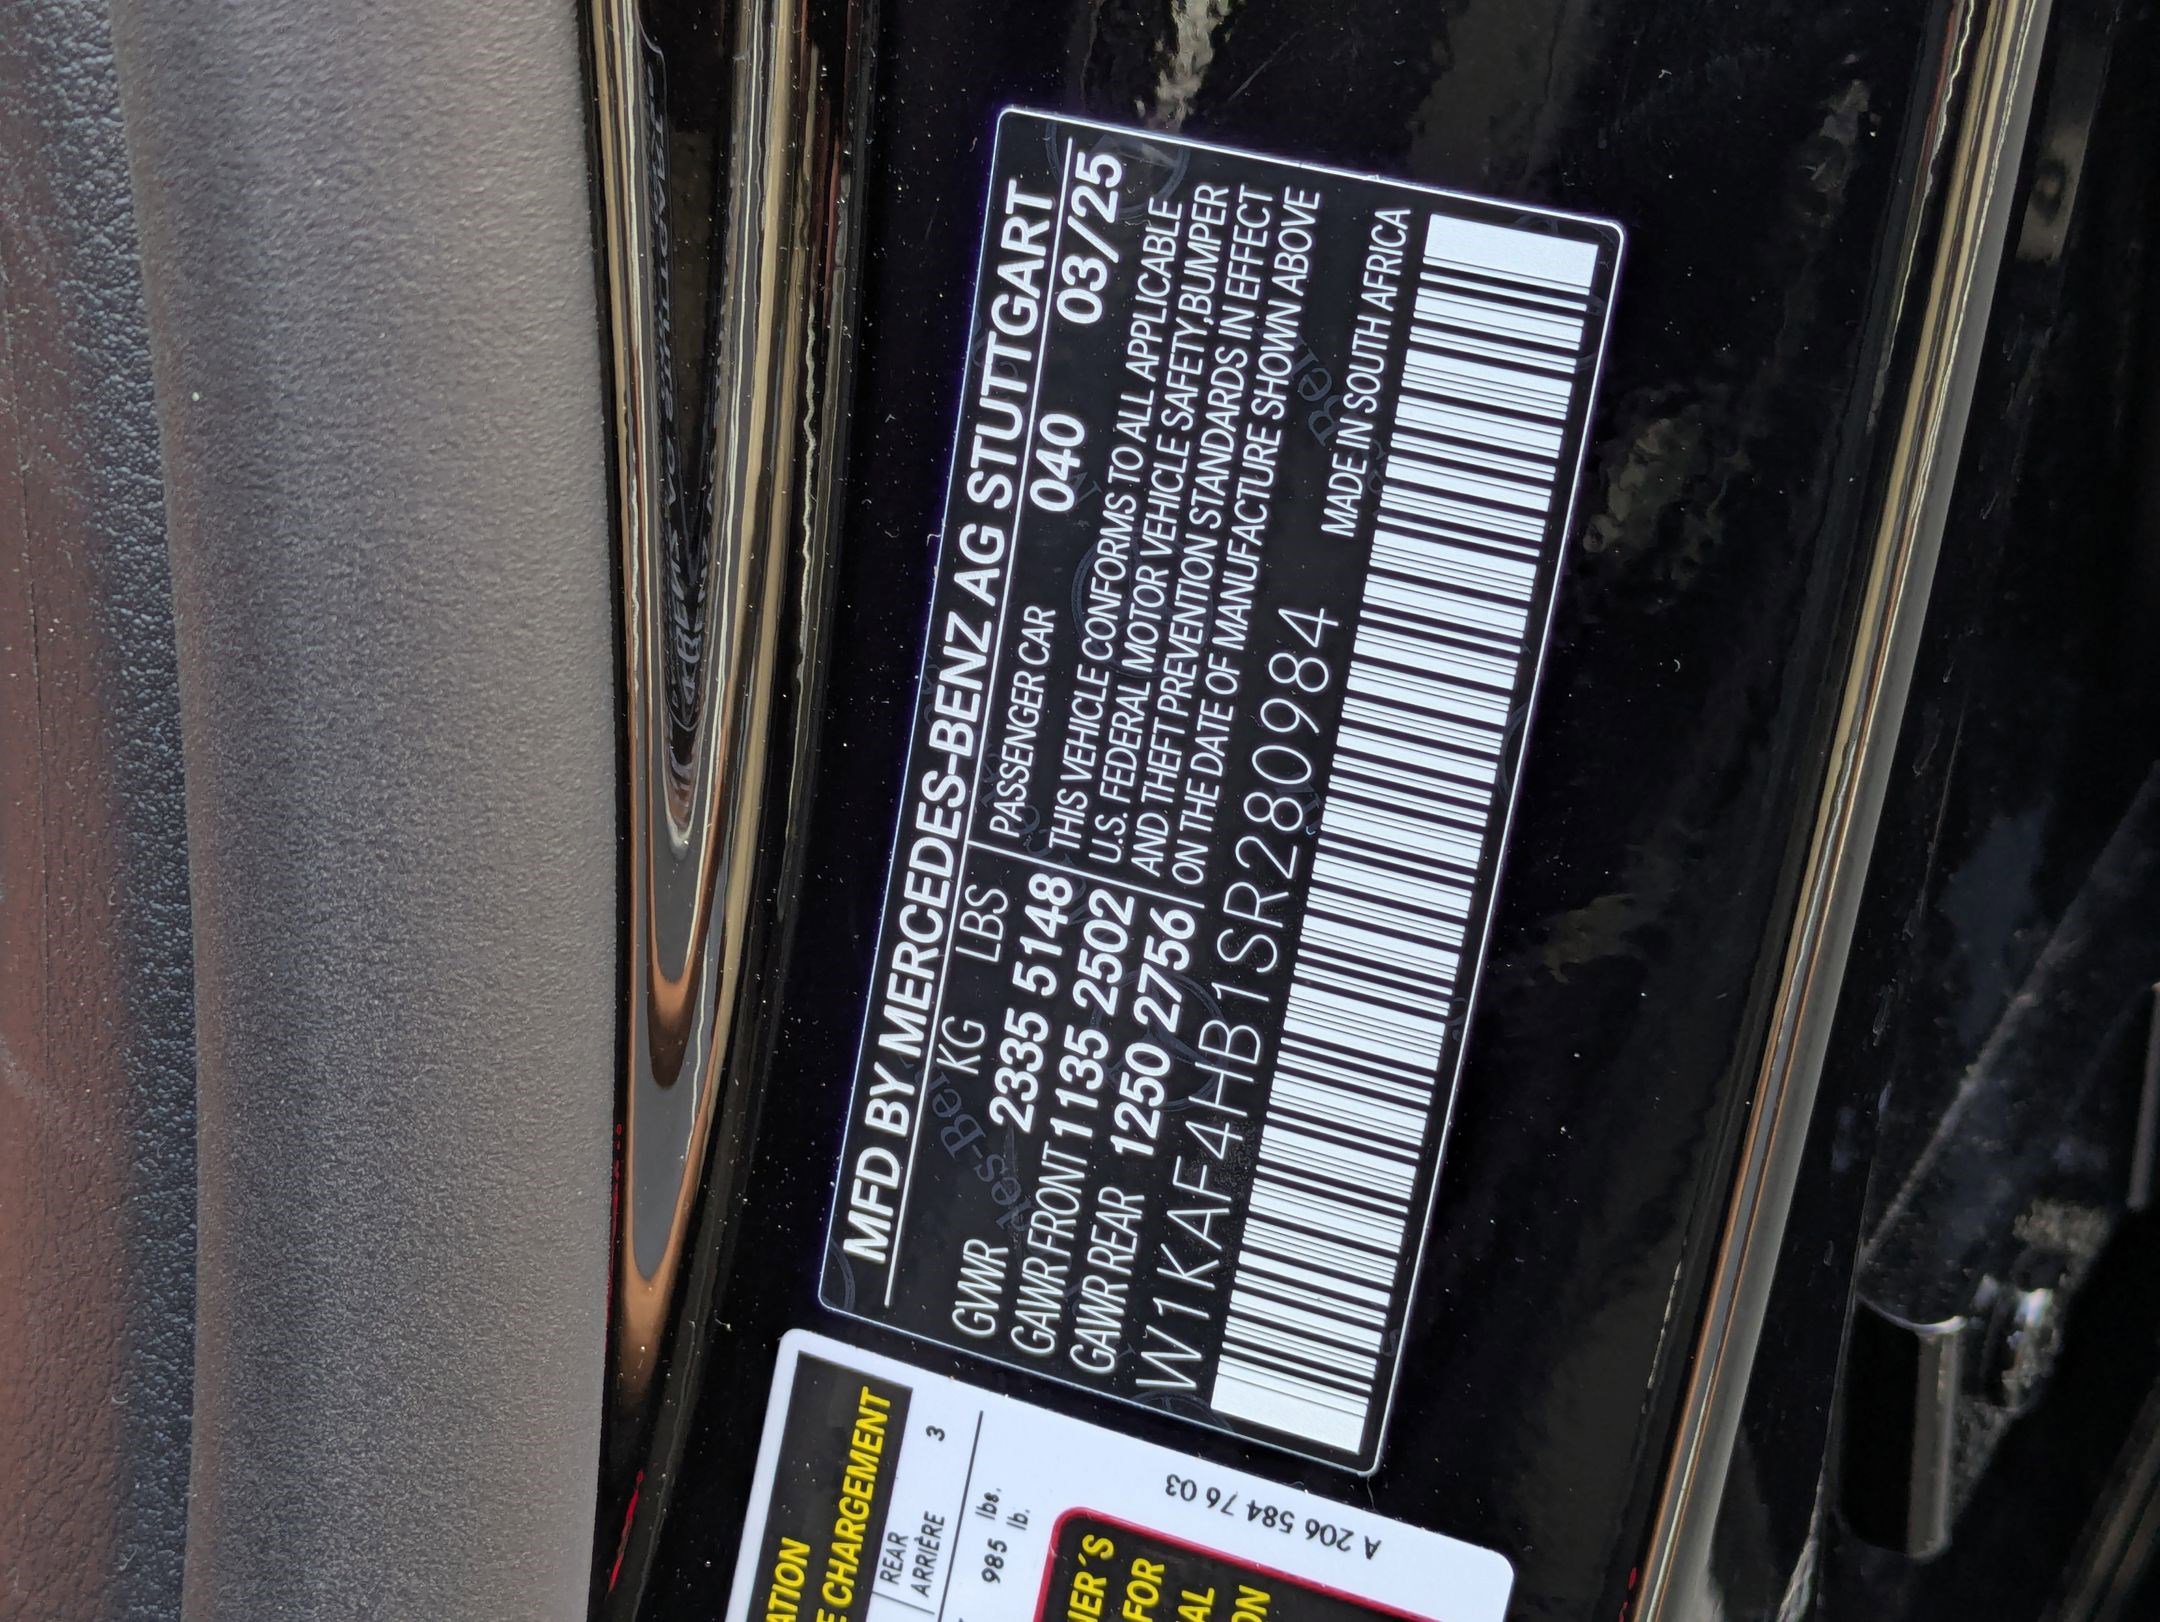 MFD BY MERCEDES-BENZ AG STUTTGART
KG LBS
PASSENGER CAR 040 03/25
GVWR 2335 5148
GAWR FRONT 1135 2502
GAWR REAR 1250 2756
THIS VEHICLE CONFORMS TO ALL APPLICABLE
U.S. FEDERAL MOTOR VEHICLE SAFETY,BUMPER
AND THEFT PREVENTION STANDARDS IN EFFECT
ON THE DATE OF MANUFACTURE SHOWN ABOVE
W1KAF4HB1SR280984
MADE IN SOUTH AFRICA
CHARGEMENT
REAR
ARRIÈRE 3
985 lbs.
lb.
FOR
A 206 584 76 03